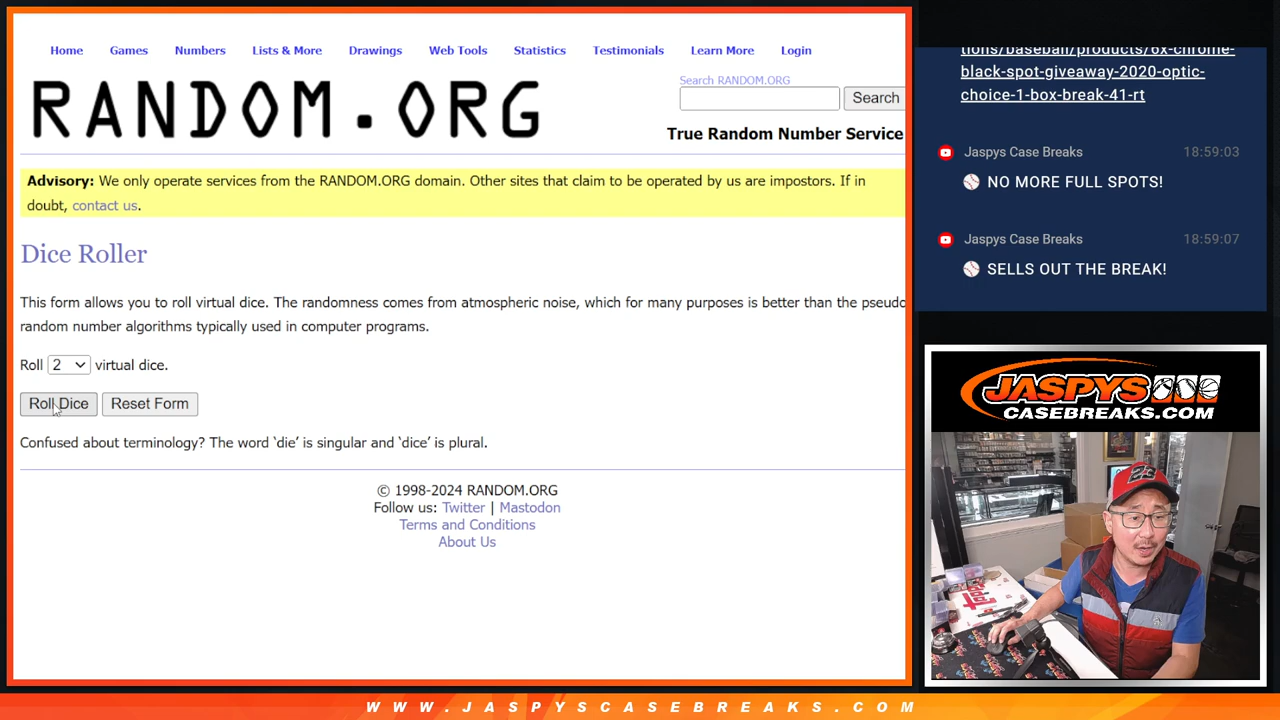 Home Games Numbers Lists & More Drawings Web Tools Statistics Testimonials Learn More Login
RANDOM.ORG
Search RANDOM.ORG
Search
True Random Number Service
Advisory: We only operate services from the RANDOM.ORG domain. Other sites that claim to be operated by us are impostors. If in
doubt, contact us.
Dice Roller
This form allows you to roll virtual dice. The randomness comes from atmospheric noise, which for many purposes is better than the pseudo
random number algorithms typically used in computer programs.
Roll 2 virtual dice.
Roll Dice Reset Form
Confused about terminology? The word ‘die’ is singular and ‘dice’ is plural.
© 1998-2024 RANDOM.ORG
Follow us: Twitter | Mastodon
Terms and Conditions
About Us
tions/baseball/products/6x-chrome-
black-spot-giveaway-2020-optic-
choice-1-box-break-41-rt
Jaspys Case Breaks 18:59:03
NO MORE FULL SPOTS!
Jaspys Case Breaks 18:59:07
SELLS OUT THE BREAK!
JASPYS
CASEBREAKS.COM
23
WWW.JASPYSCASEBREAKS.COM